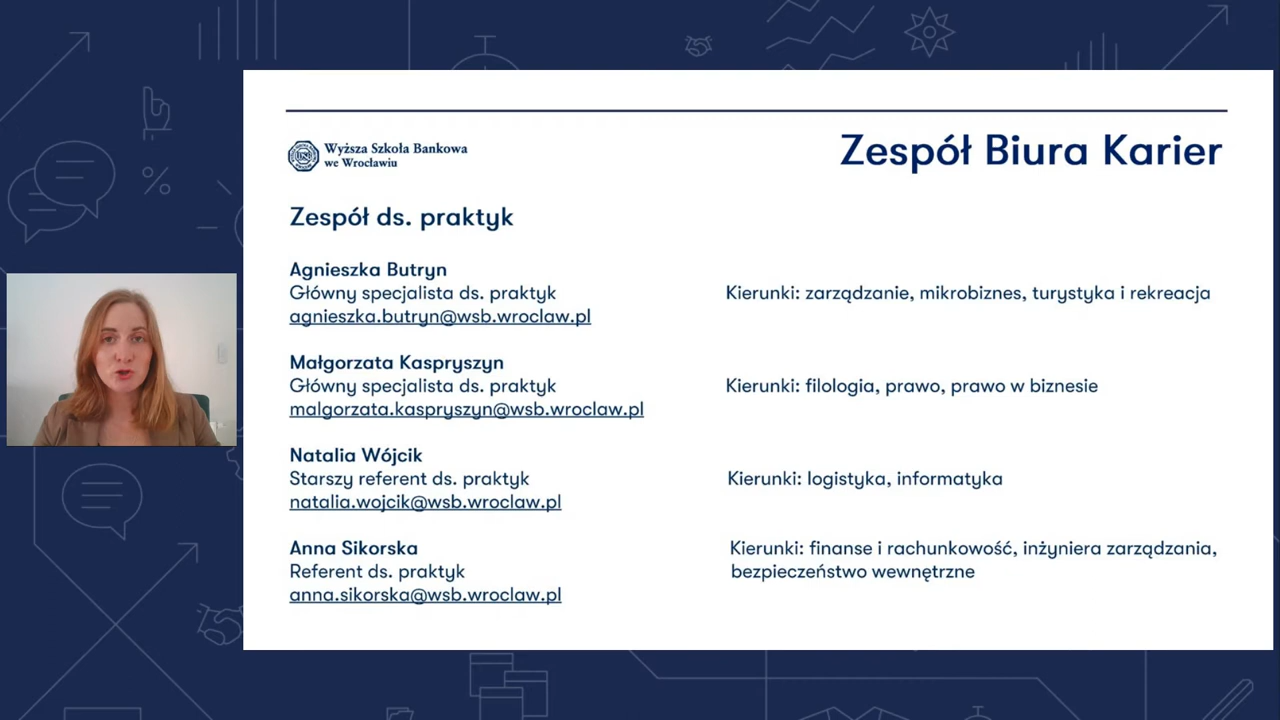 Wyższa Szkoła Bankowa
we Wrocławiu
Zespół Biura Karier
Zespół ds. praktyk
Agnieszka Butryn
Główny specjalista ds. praktyk
Kierunki: zarządzanie, mikrobiznes, turystyka i rekreacja
agnieszka.butryn@wsb.wroclaw.pl
Małgorzata Kaspryszyn
Główny specjalista ds. praktyk
Kierunki: filologia, prawo, prawo w biznesie
malgorzata.kaspryszyn@wsb.wroclaw.pl
Natalia Wójcik
Starszy referent ds. praktyk
Kierunki: logistyka, informatyka
natalia.wojcik@wsb.wroclaw.pl
Anna Sikorska
Kierunki: finanse i rachunkowość, inżyniera zarządzania,
Referent ds. praktyk
bezpieczeństwo wewnętrzne
anna.sikorska@wsb.wroclaw.pl
%